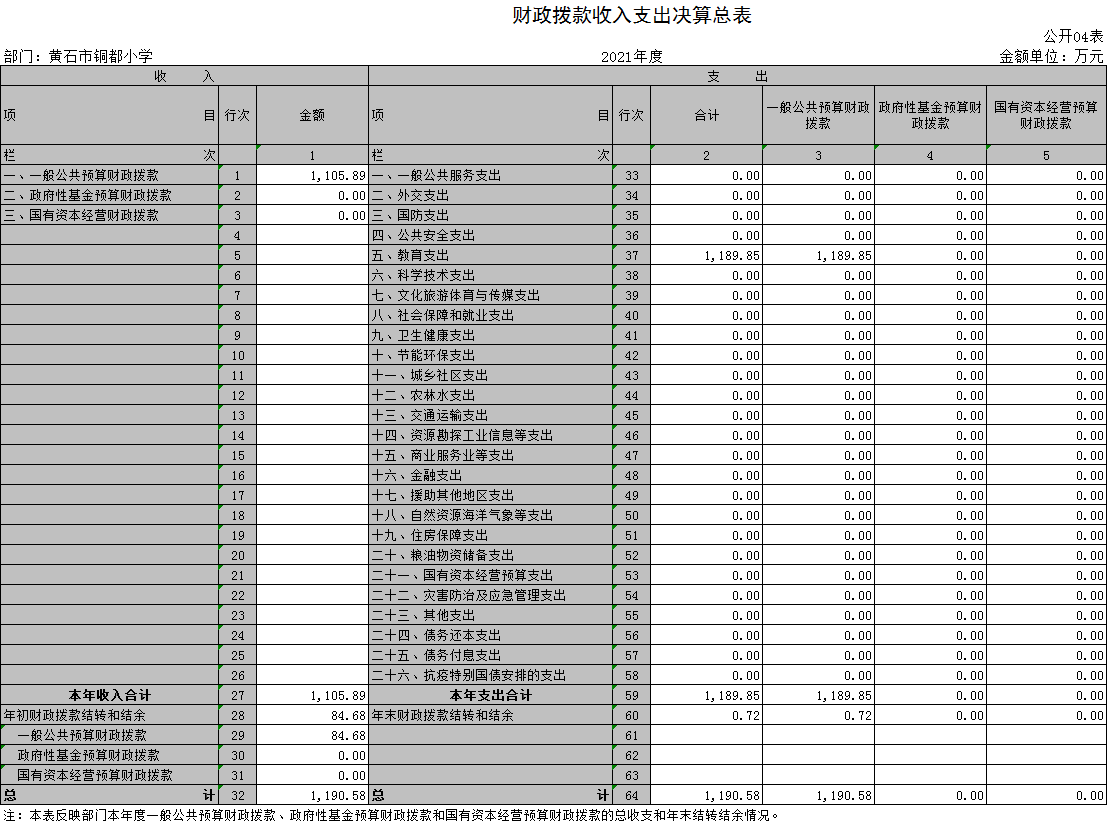 财政拨款收入支出决算总表
公开04表
部门：黄石市铜都小学 2021年度 金额单位：万元
收 入 支 出
项 目 行次 金额 项 目 行次 合计 一般公共预算财政拨款 政府性基金预算财政拨款 国有资本经营预算财政拨款
栏 次 1 栏 次 2 3 4 5
一、一般公共预算财政拨款 1 1,105.89 一、一般公共服务支出 33 0.00 0.00 0.00 0.00
二、政府性基金预算财政拨款 2 0.00 二、外交支出 34 0.00 0.00 0.00 0.00
三、国有资本经营财政拨款 3 0.00 三、国防支出 35 0.00 0.00 0.00 0.00
4 四、公共安全支出 36 0.00 0.00 0.00 0.00
5 五、教育支出 37 1,189.85 1,189.85 0.00 0.00
6 六、科学技术支出 38 0.00 0.00 0.00 0.00
7 七、文化旅游体育与传媒支出 39 0.00 0.00 0.00 0.00
8 八、社会保障和就业支出 40 0.00 0.00 0.00 0.00
9 九、卫生健康支出 41 0.00 0.00 0.00 0.00
10 十、节能环保支出 42 0.00 0.00 0.00 0.00
11 十一、城乡社区支出 43 0.00 0.00 0.00 0.00
12 十二、农林水支出 44 0.00 0.00 0.00 0.00
13 十三、交通运输支出 45 0.00 0.00 0.00 0.00
14 十四、资源勘探工业信息等支出 46 0.00 0.00 0.00 0.00
15 十五、商业服务业等支出 47 0.00 0.00 0.00 0.00
16 十六、金融支出 48 0.00 0.00 0.00 0.00
17 十七、援助其他地区支出 49 0.00 0.00 0.00 0.00
18 十八、自然资源海洋气象等支出 50 0.00 0.00 0.00 0.00
19 十九、住房保障支出 51 0.00 0.00 0.00 0.00
20 二十、粮油物资储备支出 52 0.00 0.00 0.00 0.00
21 二十一、国有资本经营预算支出 53 0.00 0.00 0.00 0.00
22 二十二、灾害防治及应急管理支出 54 0.00 0.00 0.00 0.00
23 二十三、其他支出 55 0.00 0.00 0.00 0.00
24 二十四、债务还本支出 56 0.00 0.00 0.00 0.00
25 二十五、债务付息支出 57 0.00 0.00 0.00 0.00
26 二十六、抗疫特别国债安排的支出 58 0.00 0.00 0.00 0.00
本年收入合计 27 1,105.89 本年支出合计 59 1,189.85 1,189.85 0.00 0.00
年初财政拨款结转和结余 28 84.68 年末财政拨款结转和结余 60 0.72 0.72 0.00 0.00
一般公共预算财政拨款 29 84.68 61
政府性基金预算财政拨款 30 0.00 62
国有资本经营预算财政拨款 31 0.00 63
总 计 32 1,190.58 总 计 64 1,190.58 1,190.58 0.00 0.00
注：本表反映部门本年度一般公共预算财政拨款、政府性基金预算财政拨款和国有资本经营预算财政拨款的总收支和年末结转结余情况。